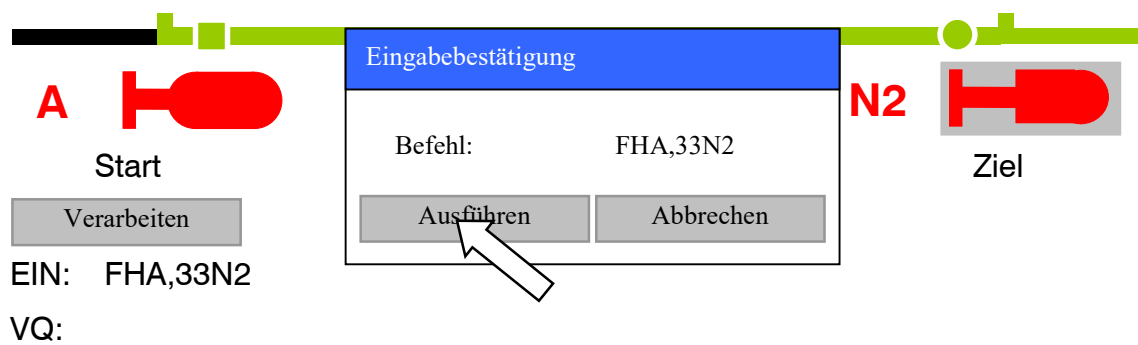 Eingabebestätigung
A
N2
Befehl: FHA,33N2
Start
Ziel
Verarbeiten
Ausführen
Abbrechen
EIN: FHA,33N2
VQ: